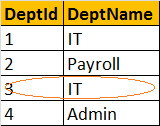 DeptId DeptName
1 IT
2 Payroll
3 IT
4 Admin